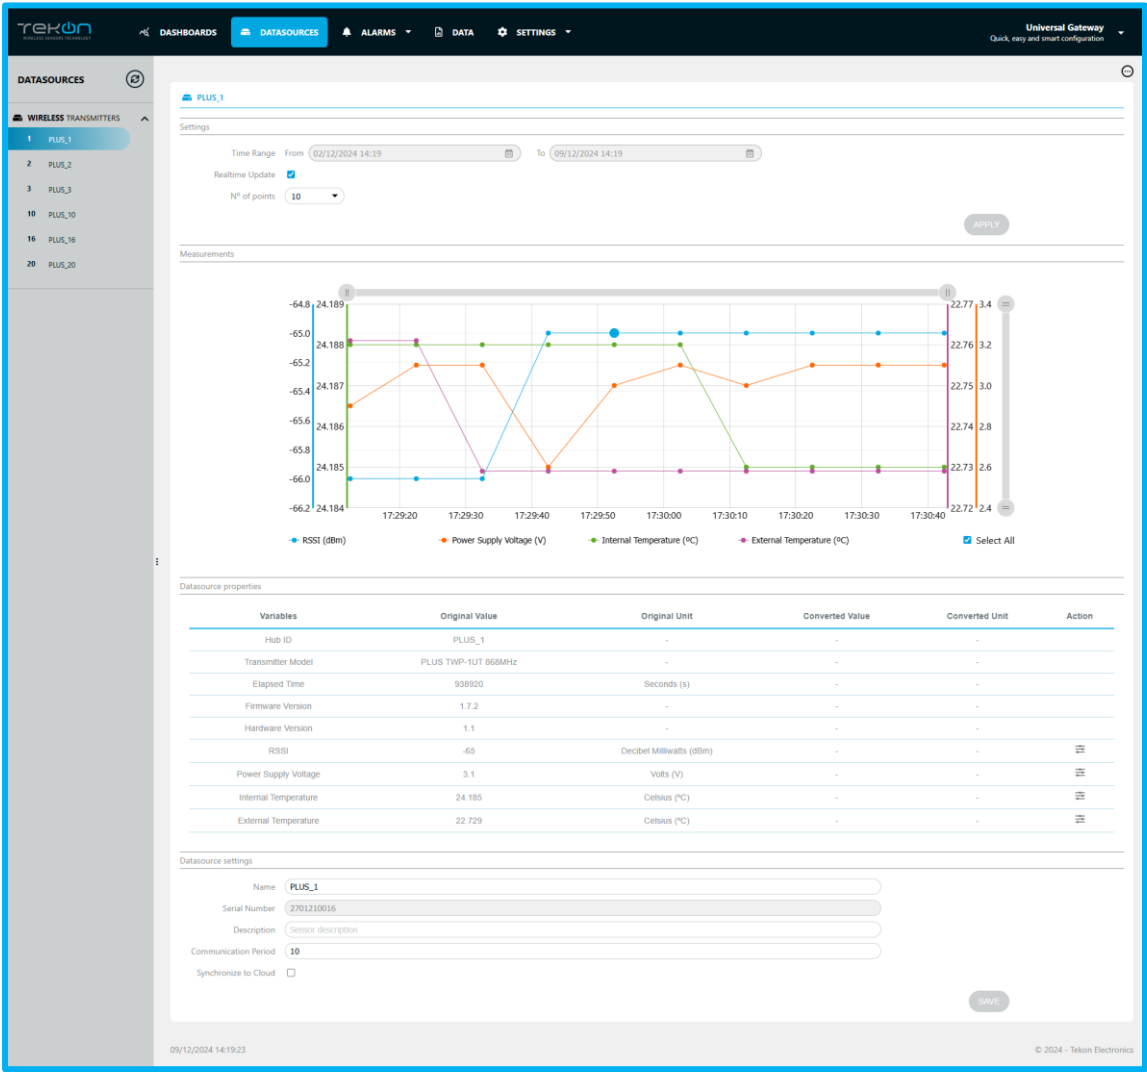 TEKON
WIRELESS SENSORS TECHNOLOGY
DASHBOARDS DATASOURCES ALARMS DATA SETTINGS
Universal Gateway
Quick, easy and smart configuration
DATASOURCES
WIRELESS TRANSMITTERS
1 PLUS_1
2 PLUS_2
3 PLUS_3
10 PLUS_10
16 PLUS_16
20 PLUS_20
PLUS_1
Settings
Time Range From 02/12/2024 14:19 To 09/12/2024 14:19
Realtime Update
Nº of points 10
APPLY
Measurements
-64.8 24.189 22.77 3.4
-65.0
24.188 22.76 3.2
-65.2
24.187 22.75 3.0
-65.4
-65.6 24.186 22.74 2.8
-65.8
24.185 22.73 2.6
-66.0
-66.2 24.184 22.72 2.4
17:29:20 17:29:30 17:29:40 17:29:50 17:30:00 17:30:10 17:30:20 17:30:30 17:30:40
RSSI (dBm) Power Supply Voltage (V) Internal Temperature (ºC) External Temperature (ºC) Select All
Datasource properties
Variables Original Value Original Unit Converted Value Converted Unit Action
Hub ID PLUS_1 - - -
Transmitter Model PLUS TWP-1UT 868MHz - - -
Elapsed Time 938920 Seconds (s) - -
Firmware Version 1.7.2 - - -
Hardware Version 1.1 - - -
RSSI -65 Decibel Milliwatts (dBm) - -
Power Supply Voltage 3.1 Volts (V) - -
Internal Temperature 24.185 Celsius (ºC) - -
External Temperature 22.729 Celsius (ºC) - -
Datasource settings
Name PLUS_1
Serial Number 2701210016
Description Sensor description
Communication Period 10
Synchronize to Cloud
SAVE
09/12/2024 14:19:23
© 2024 - Tekon Electronics